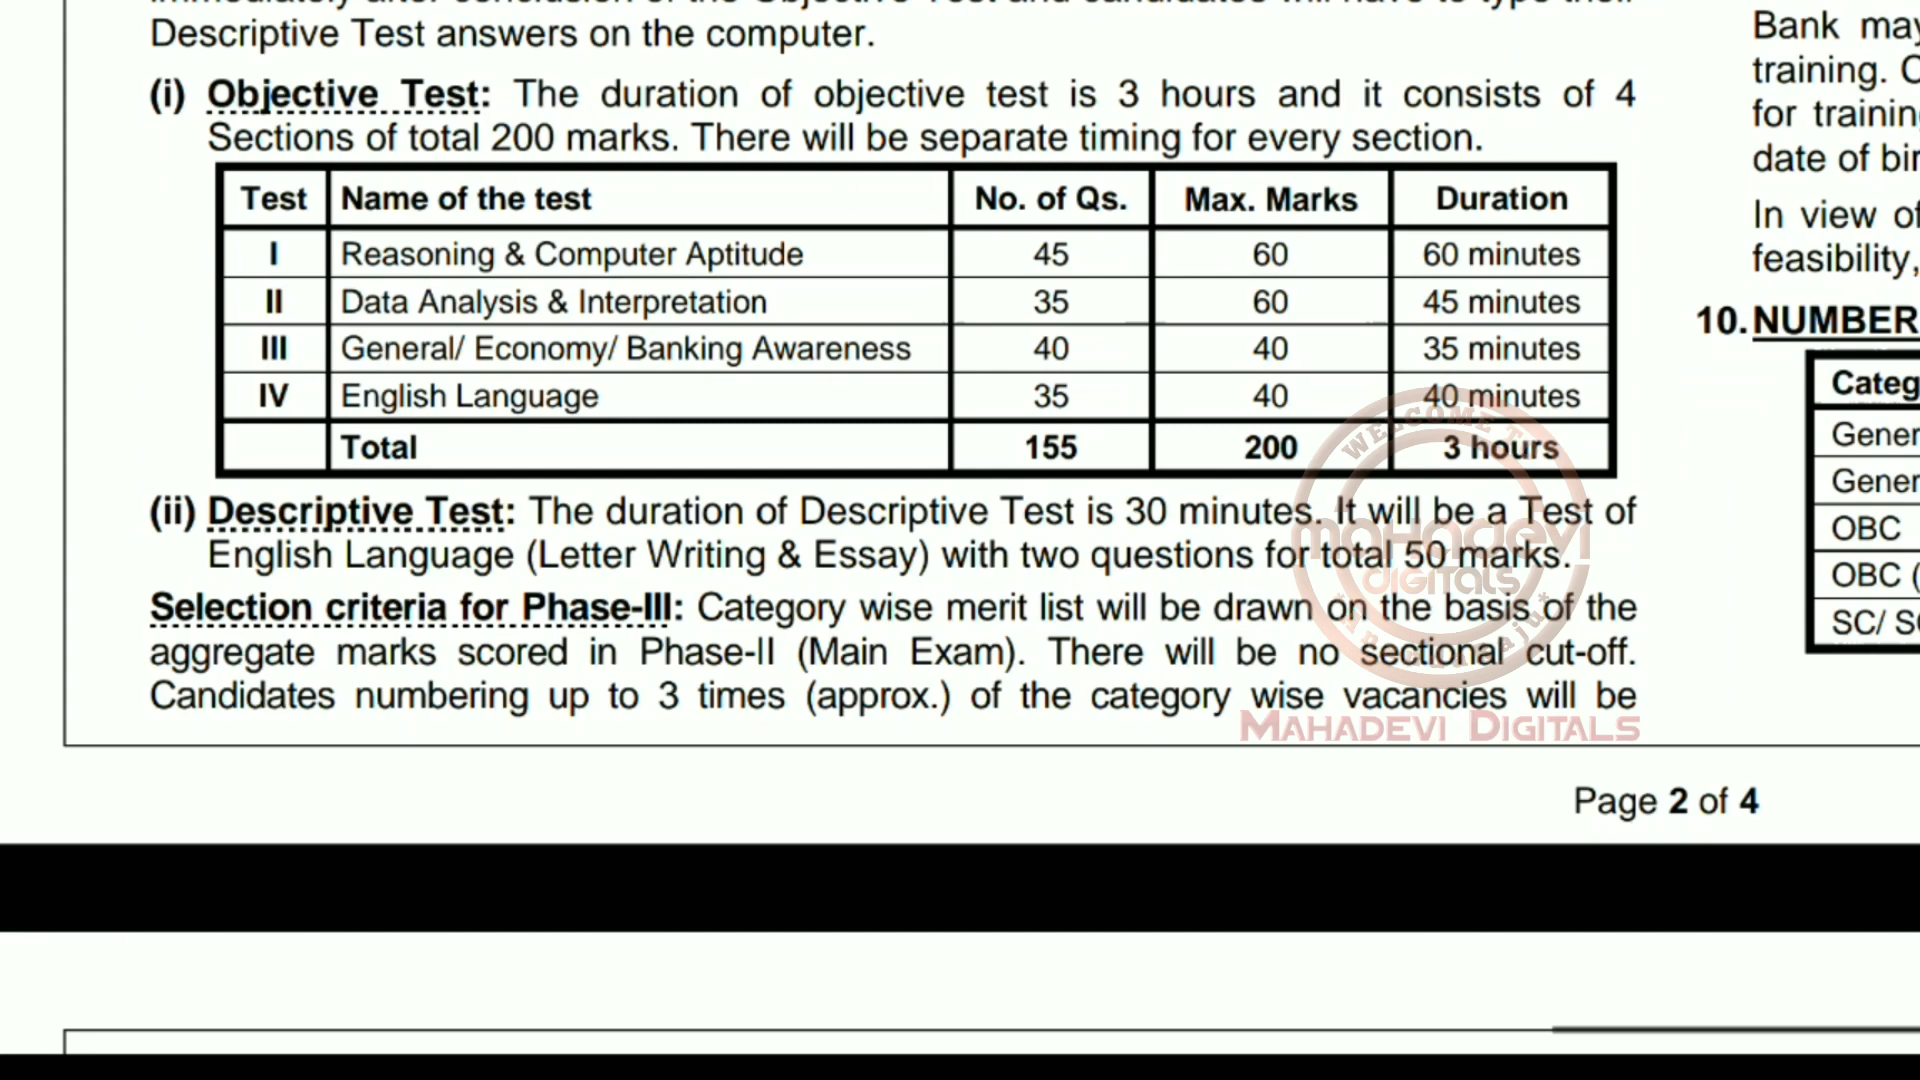 Descriptive Test answers on the computer.
(i) Objective Test: The duration of objective test is 3 hours and it consists of 4
Sections of total 200 marks. There will be separate timing for every section.
Test Name of the test No. of Qs. Max. Marks Duration
I Reasoning & Computer Aptitude 45 60 60 minutes
II Data Analysis & Interpretation 35 60 45 minutes
III General/ Economy/ Banking Awareness 40 40 35 minutes
IV English Language 35 40 40 minutes
Total 155 200 3 hours
(ii) Descriptive Test: The duration of Descriptive Test is 30 minutes. It will be a Test of
English Language (Letter Writing & Essay) with two questions for total 50 marks.
Selection criteria for Phase-III: Category wise merit list will be drawn on the basis of the
aggregate marks scored in Phase-II (Main Exam). There will be no sectional cut-off.
Candidates numbering up to 3 times (approx.) of the category wise vacancies will be
Page 2 of 4
Bank may
training.
for
date of
In view of
feasibility,
10. NUMBER
OBC
OBC (
SC/
WELCOME
mahadevi
digitals
MAHADEVI DIGITALS